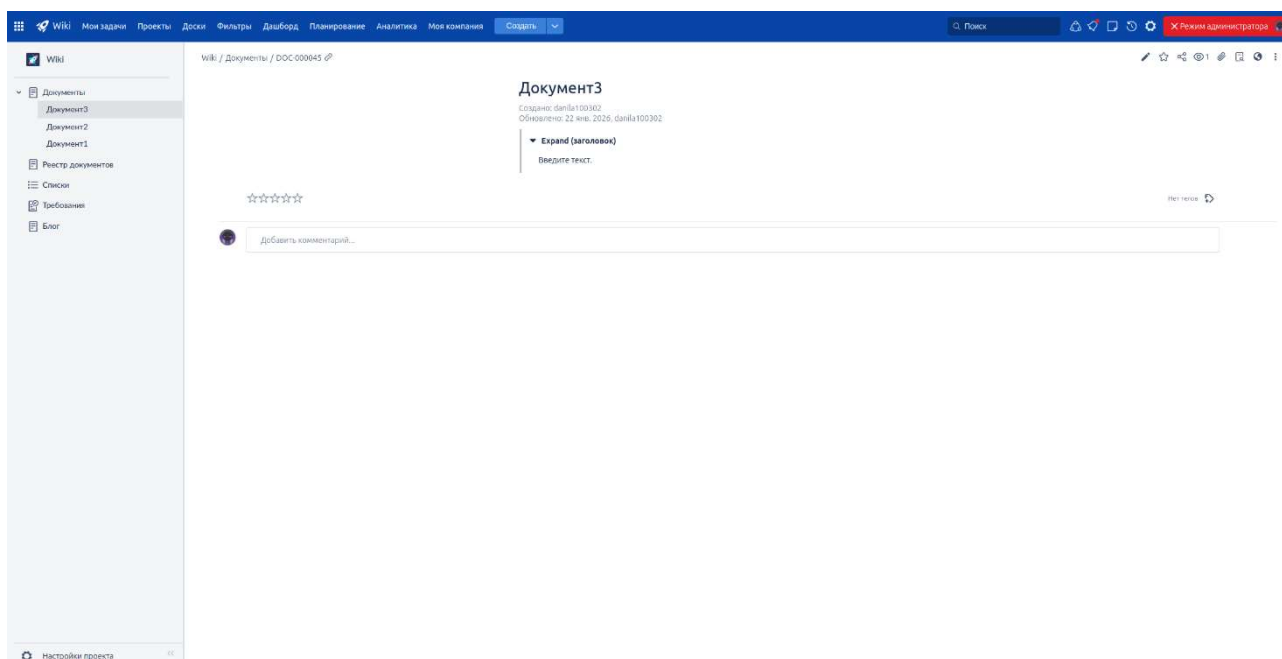 Wiki Мои задачи Проекты Доски Фильтры Дашборд Планирование Аналитика Моя компания Создать Поиск Режим администратора
Wiki
Wiki / Документы / DOC-000045
Документы
Документ3
Документ2
Документ1
Реестр документов
Списки
Требования
Блог
Документ3
Создано: danila100302
Обновлено: 22 янв. 2026, danila100302
Expand (заголовок)
Введите текст.
Нет тегов
Добавить комментарий...
Настройки проекта